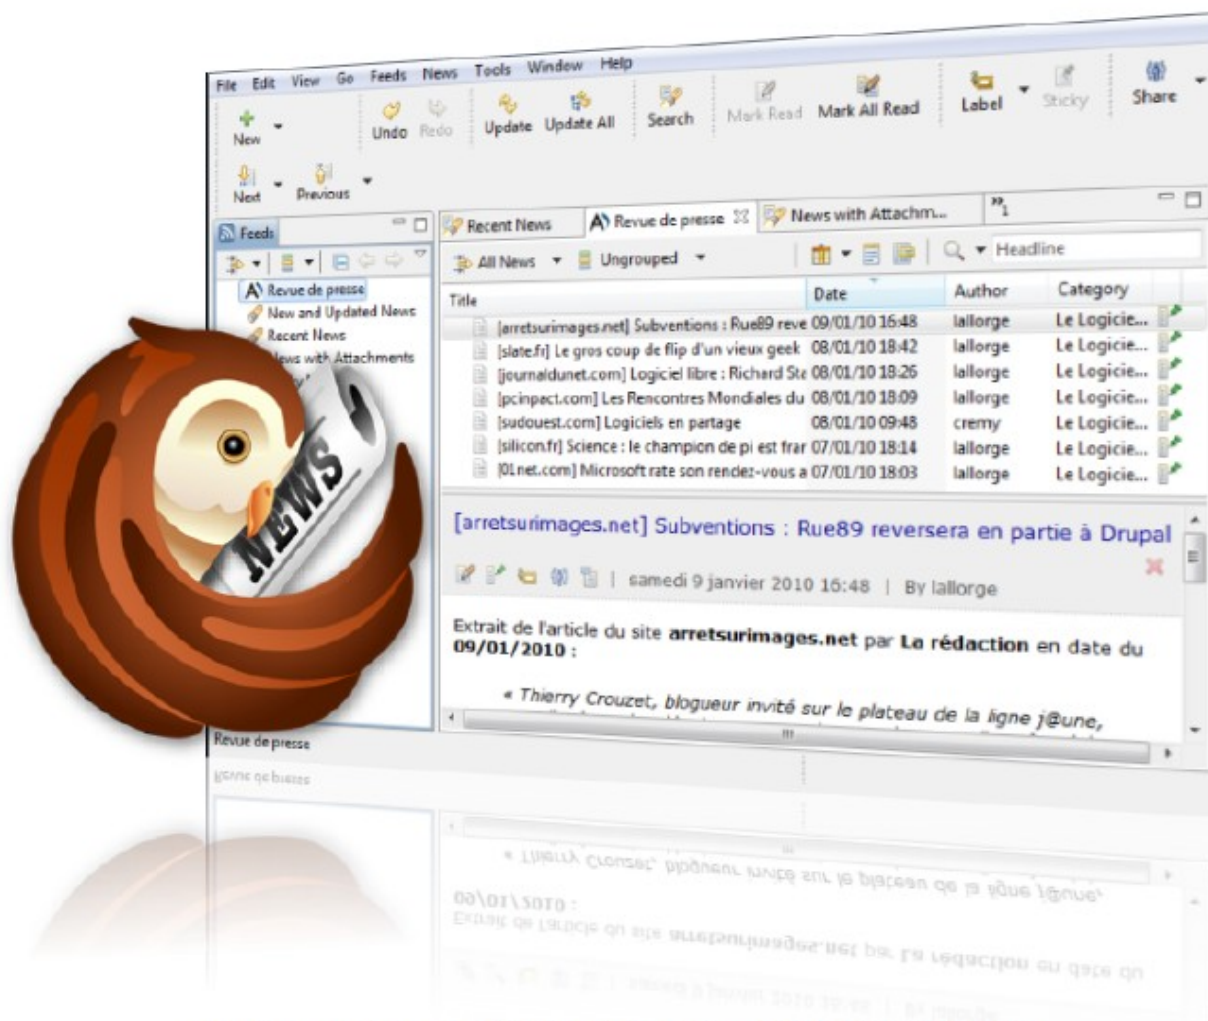 File Edit View Go Feeds News Tools Window Help
New Undo Redo Update Update All Search Mark Read Mark All Read Label Sticky Share
Next Previous
Feeds
Revue de presse
New and Updated News
Recent News
News with Attachments
NEWS
Recent News Revue de presse News with Attachm... »1
All News Ungrouped Headline
Title Date Author Category
[arretsurimages.net] Subventions : Rue89 reve 09/01/10 16:48 lallorge Le Logicie...
[slate.fr] Le gros coup de flip d'un vieux geek 08/01/10 18:42 lallorge Le Logicie...
[journaldunet.com] Logiciel libre : Richard Sta 08/01/10 18:26 lallorge Le Logicie...
[pcinpact.com] Les Rencontres Mondiales du 08/01/10 18:09 lallorge Le Logicie...
[sudouest.com] Logiciels en partage 08/01/10 09:48 cremy Le Logicie...
[silicon.fr] Science : le champion de pi est fran 07/01/10 18:14 lallorge Le Logicie...
[01net.com] Microsoft rate son rendez-vous a 07/01/10 18:03 lallorge Le Logicie...
[arretsurimages.net] Subventions : Rue89 reversera en partie à Drupal
samedi 9 janvier 2010 16:48 | By lallorge
Extrait de l'article du site arretsurimages.net par La rédaction en date du
09/01/2010 :
« Thierry Crouzet, blogueur invité sur le plateau de la ligne j@une,
Revue de presse